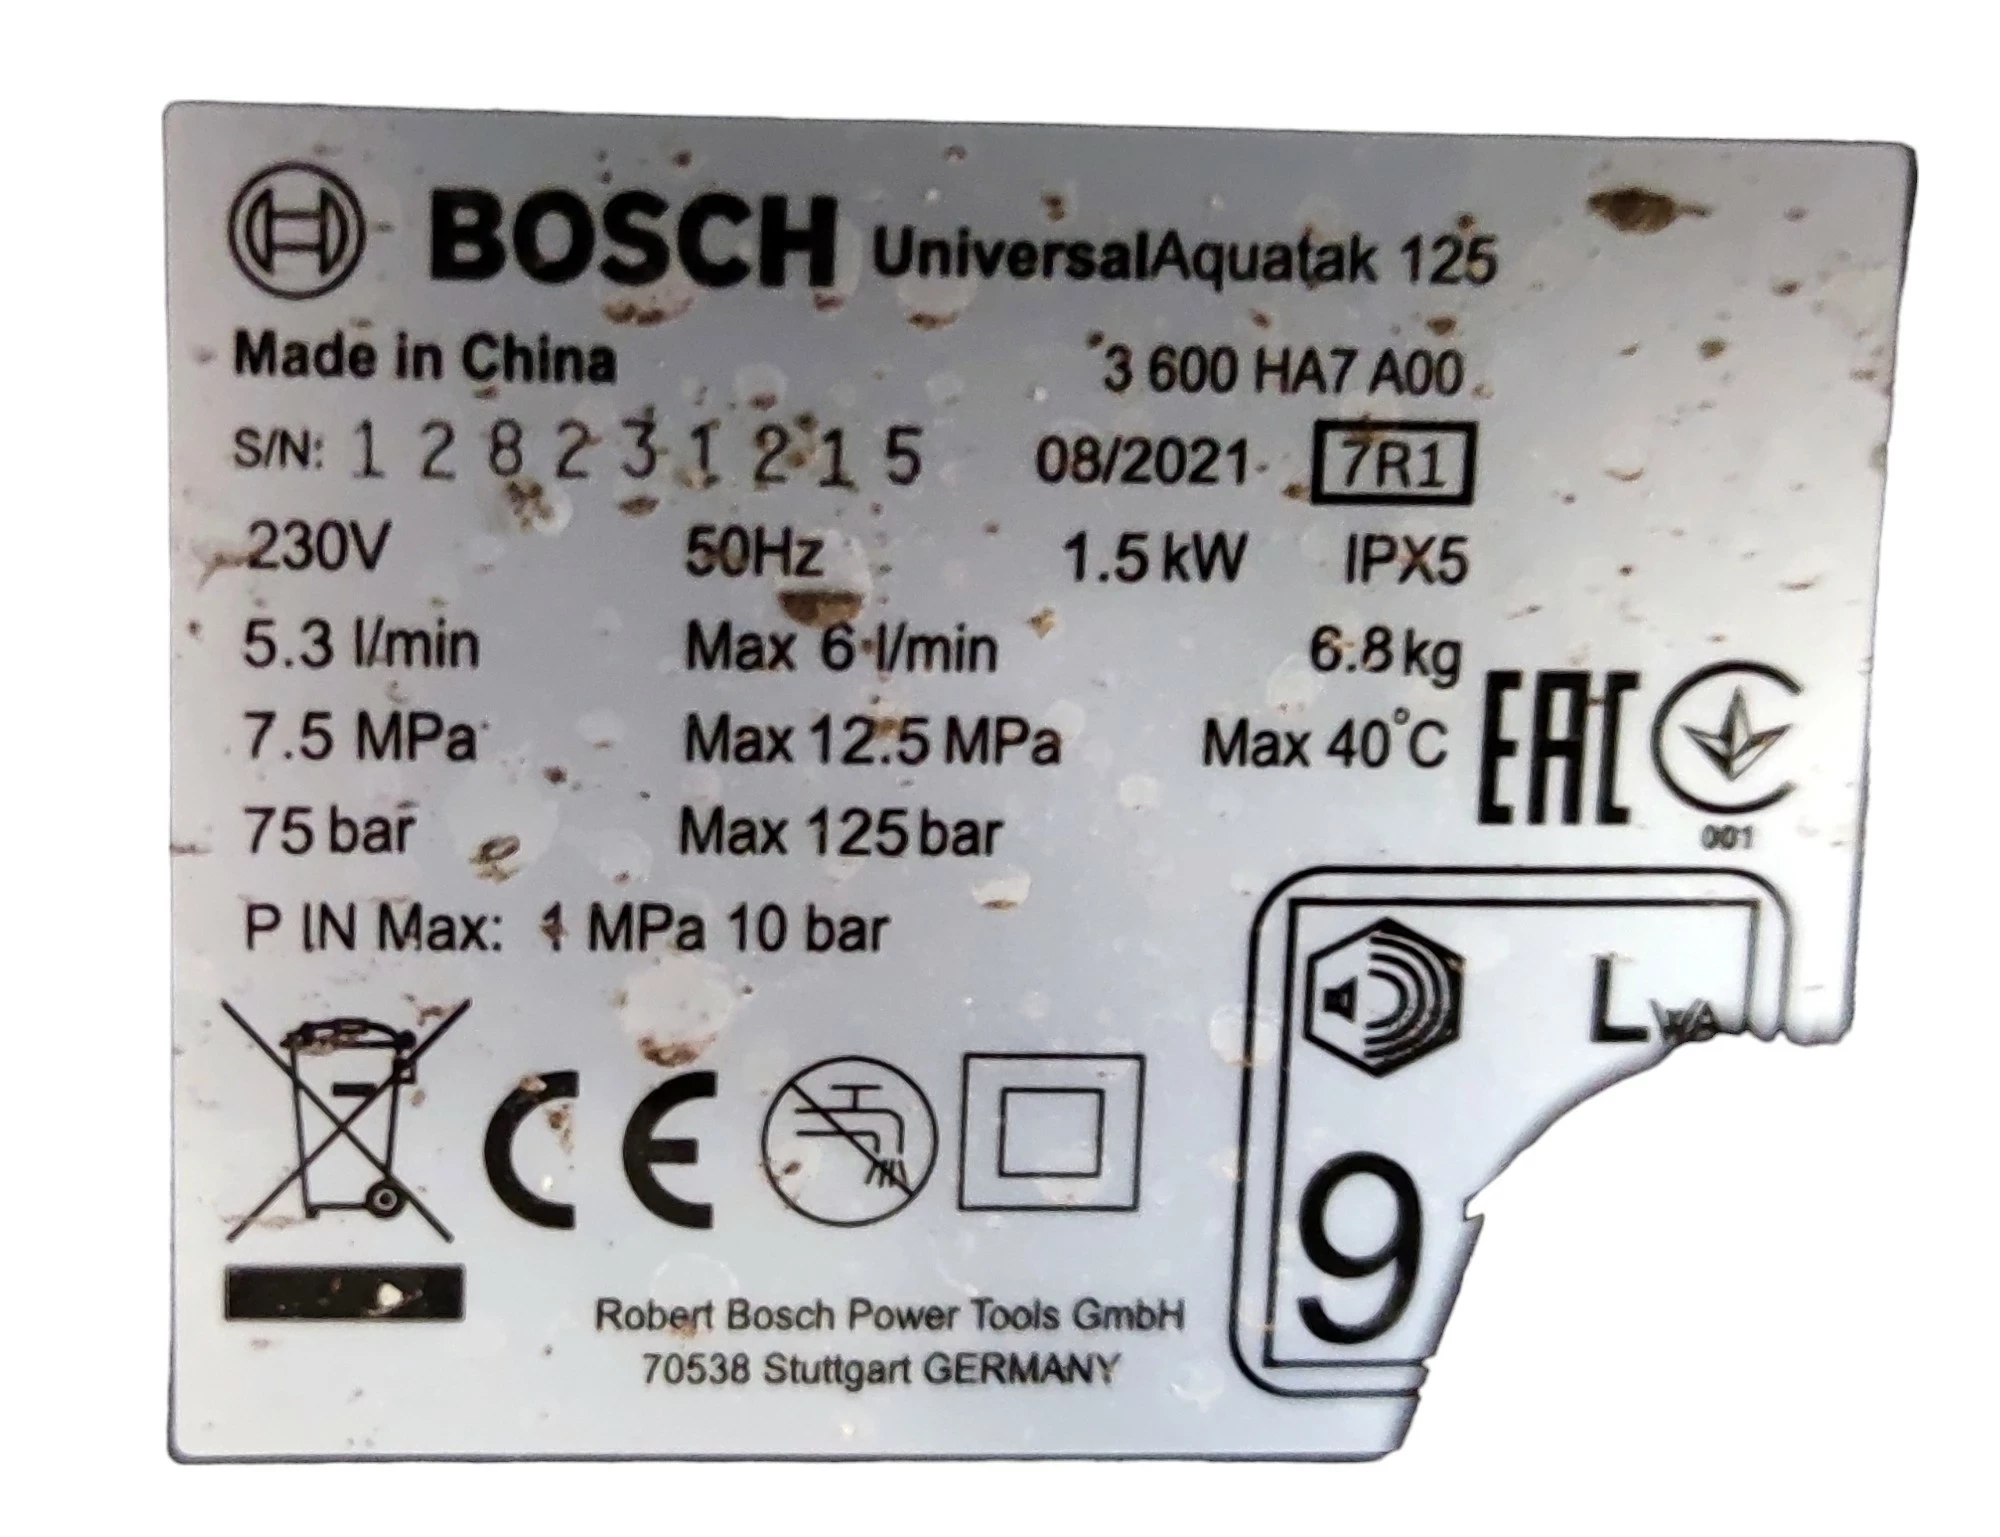 BOSCH UniversalAquatak 125
Made in China 3 600 HA7 A00
S/N: 1 2 8 2 3 1 2 1 5 08/2021 7R1
230V 50Hz 1.5 kW IPX5
5.3 l/min Max 6 l/min 6.8 kg
7.5 MPa Max 12.5 MPa Max 40°C EAC
75 bar Max 125 bar 001
P IN Max: 1 MPa 10 bar
LWA
CE 9
Robert Bosch Power Tools GmbH
70538 Stuttgart GERMANY